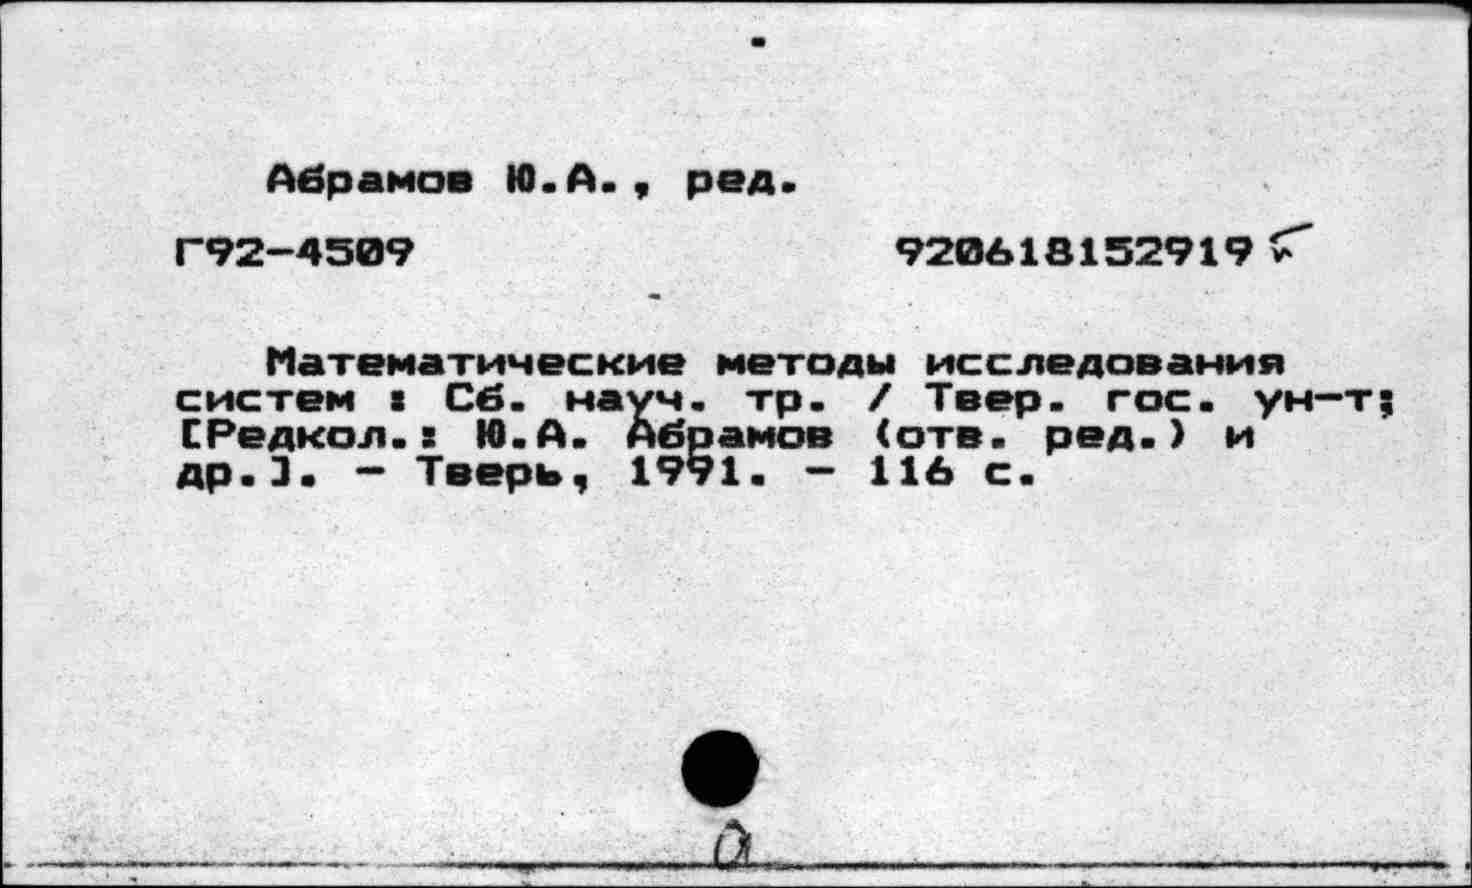 Абрамов Ю.А., ред.
Г92-4509 920618152919
Математические методы исследования
систем : Сб. науч. тр. / Твер. гос. ун-т;
[Редкол.: Ю.А. Абрамов (отв. ред.) и
др.]. - Тверь, 1991. - 116 с.